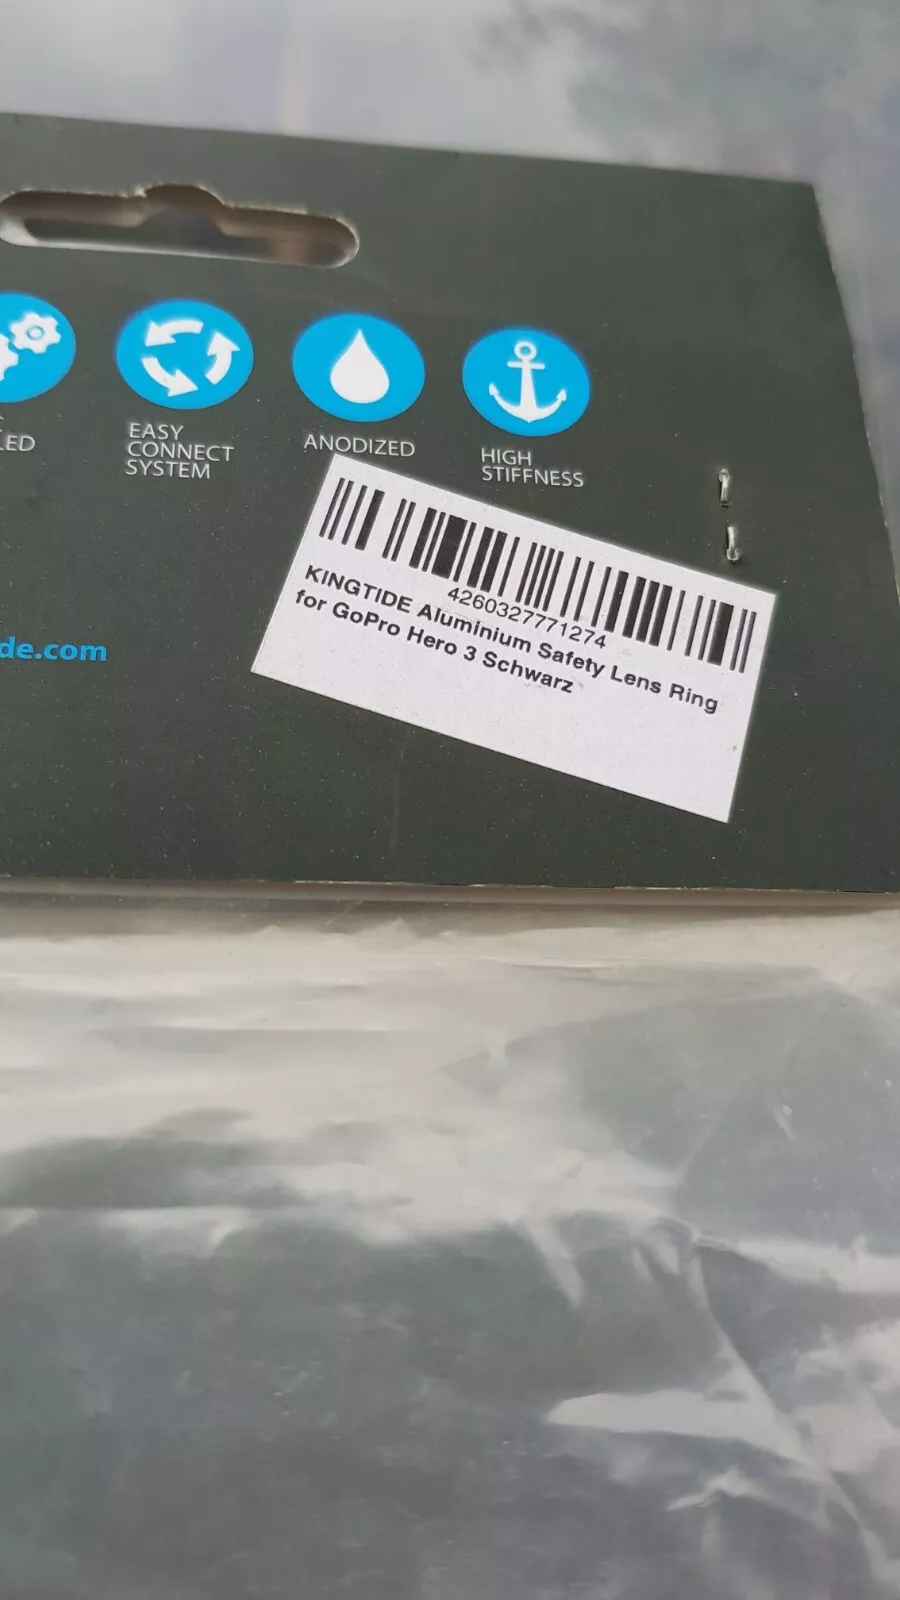 LED
EASY
CONNECT
SYSTEM
ANODIZED
HIGH
STIFFNESS
4260327771274
KINGTIDE Aluminium Safety Lens Ring
for GoPro Hero 3 Schwarz
de.com